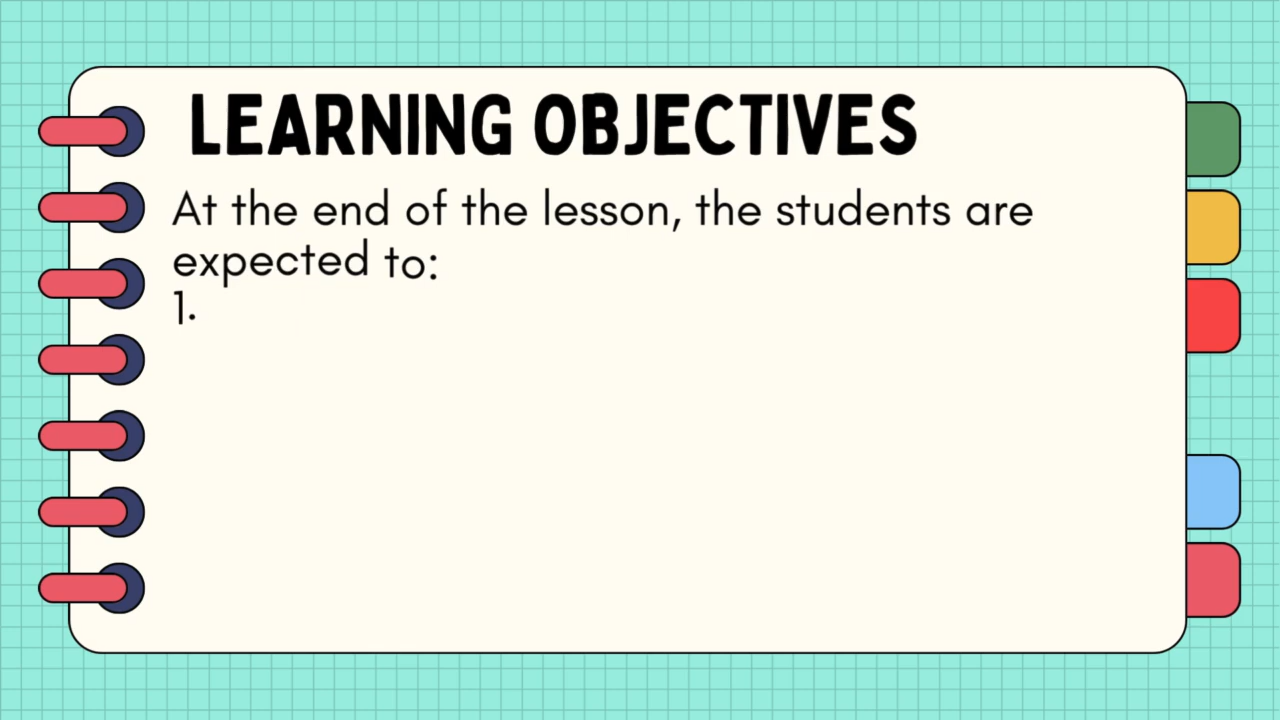 LEARNING OBJECTIVES
At the end of the lesson, the students are
expected to:
1.